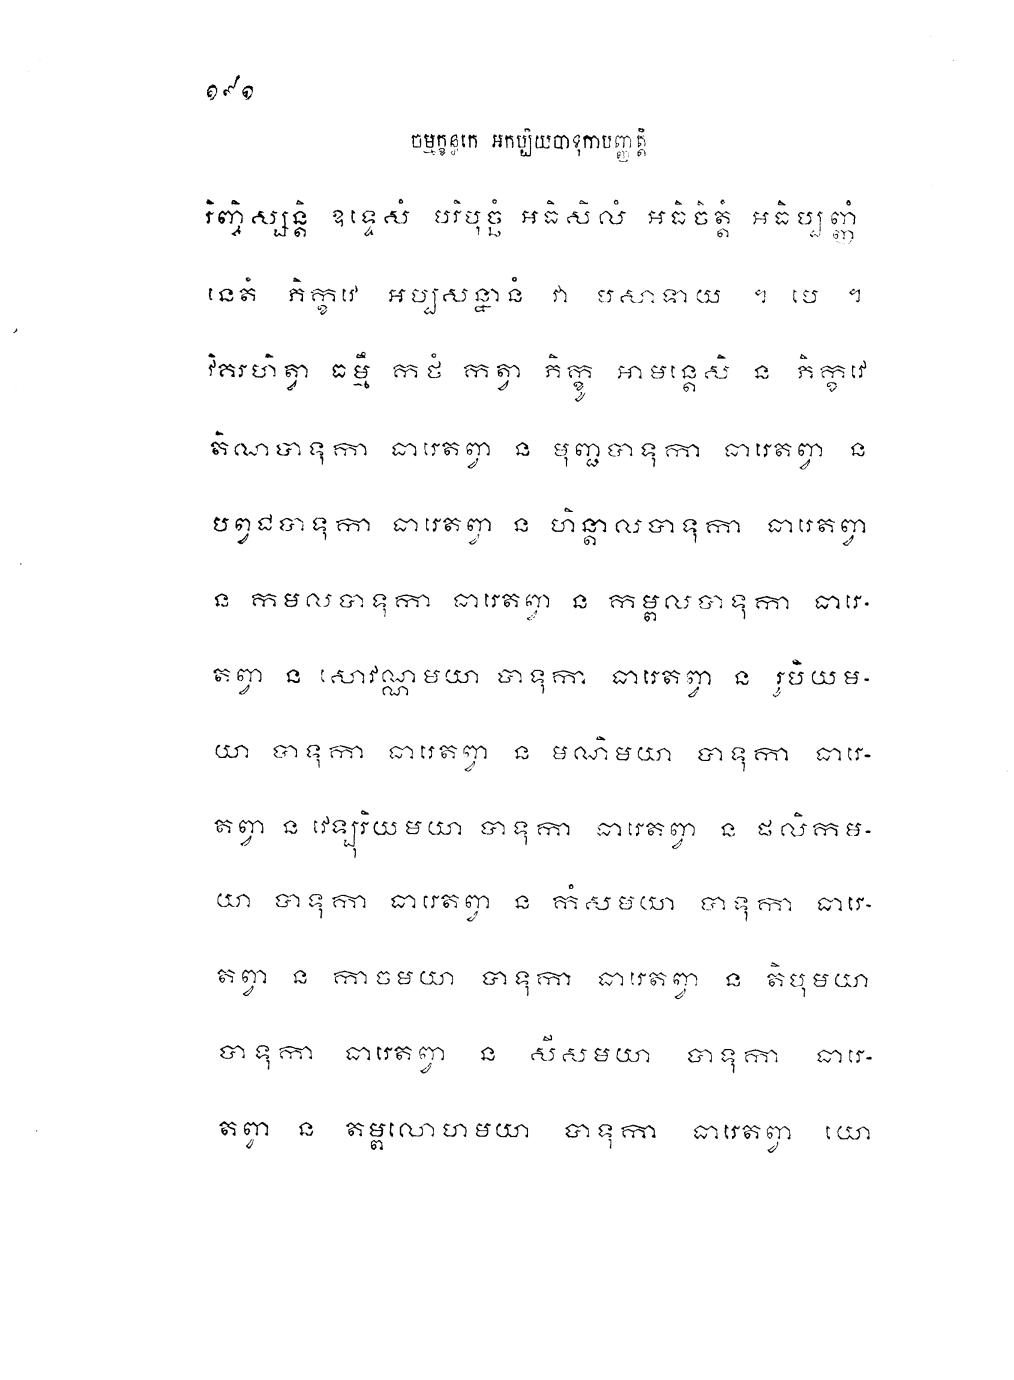 ១៩១
ចម្មក្ខន្ធកេ អកប្បិយបាទុកាបញ្ញត្តិ
រិញ្ចិស្សន្តិ ឧទ្ទេសំ បរិបុច្ឆំ អធិសិលំ អធិចិត្តំ អធិប្បញ្ញំ
នេតំ ភិក្ខវេ អប្បសន្នានំ វា បសាទាយ ។ បេ ។
វិគរហិត្វា ធម្មឹ កថំ កត្វា ភិក្ខូ អាមន្តេសិ ន ភិក្ខវេ
តិណបាទុកា ធារេតព្វា ន មុញ្ជបាទុកា ធារេតព្វា ន
បព្វជបាទុកា ធារេតព្វា ន ហិន្តាលបាទុកា ធារេតព្វា
ន កមលបាទុកា ធារេតព្វា ន កម្ពលបាទុកា ធារេ-
តព្វា ន សោវណ្ណមយា បាទុកា ធារេតព្វា ន រូបិយម-
យា បាទុកា ធារេតព្វា ន មណិមយា បាទុកា ធារេ-
តព្វា ន វេឡុរិយមយា បាទុកា ធារេតព្វា ន ផលិកម-
យា បាទុកា ធារេតព្វា ន កំសមយា បាទុកា ធារេ-
តព្វា ន កាចមយា បាទុកា ធារេតព្វា ន តិបុមយា
បាទុកា ធារេតព្វា ន សីសមយា បាទុកា ធារេ-
តព្វា ន តម្ពលោហមយា បាទុកា ធារេតព្វា យោ